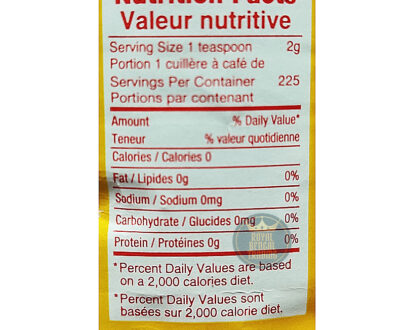 Nutrition Facts
Valeur nutritive
Serving Size 1 teaspoon 2g
Portion 1 cuillère à café de
Servings Per Container 225
Portions par contenant
Amount % Daily Value*
Teneur % valeur quotidienne
Calories / Calories 0
Fat / Lipides 0g 0%
Sodium / Sodium 0mg 0%
Carbohydrate / Glucides 0mg 0%
Protein / Protéines 0g 0%
*Percent Daily Values are based
on a 2,000 calories diet.
*Percent Daily Values sont
basées sur 2,000 calorie diet.
ROYAL
BENGAL
TRADING